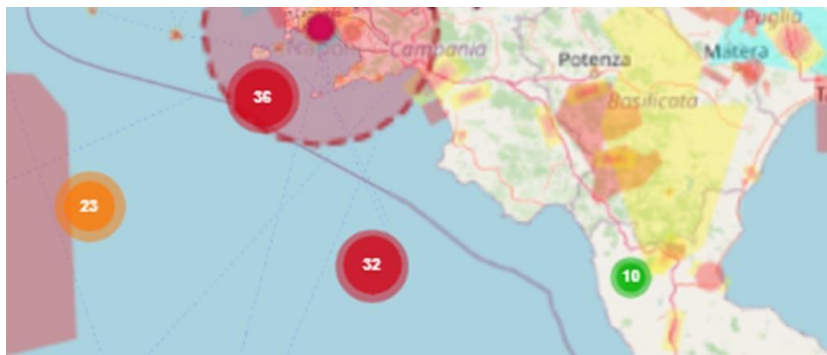 Puglia
Napoli
Campania
Matera
Potenza
36
Basilicata
23
32
10